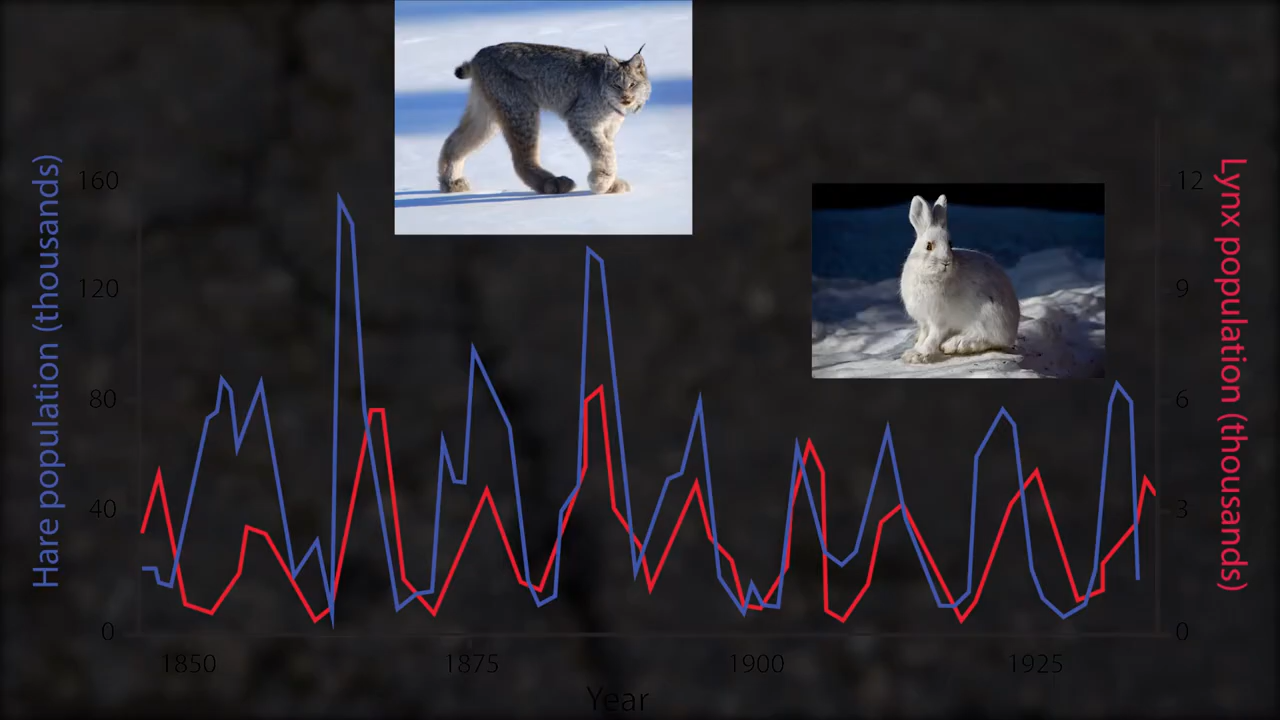 Hare population (thousands)
160
120
80
40
0
12
9
6
3
0
Lynx population (thousands)
1850 1875 1900 1925
Year